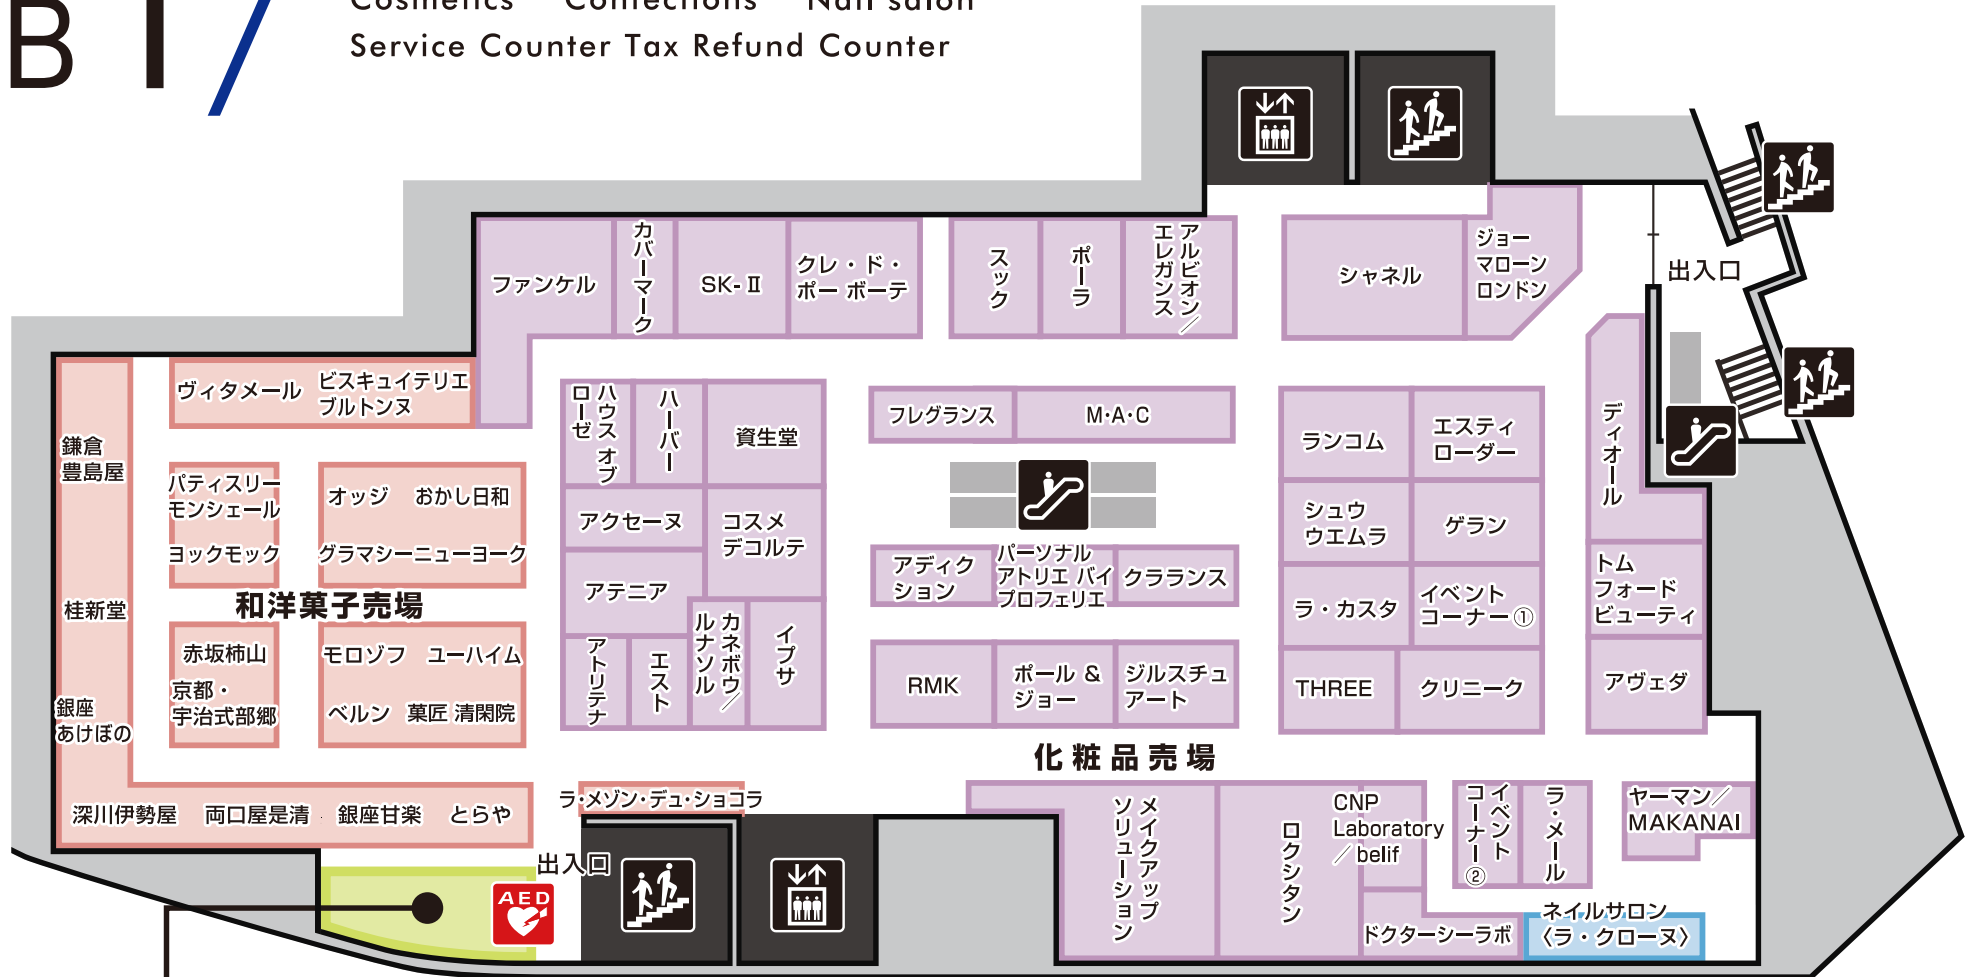 B1/
Cosmetics Confections Nail salon
Service Counter Tax Refund Counter
ファンケル
カバーマーク
SK-Ⅱ
クレ・ド・
ポー ボーテ
スック
ポーラ
アルビオン／
エレガンス
シャネル
ジョー
マローン
ロンドン
出入口
ヴィタメール
ビスキュイテリエ
ブルトンヌ
鎌倉
豊島屋
パティスリー
モンシェール
ヨックモック
オッジ おかし日和
グラマシーニューヨーク
和洋菓子売場
桂新堂
赤坂柿山
京都・
宇治式部郷
モロゾフ ユーハイム
ベルン 菓匠 清閑院
銀座
あけぼの
深川伊勢屋 両口屋是清 銀座甘楽 とらや
ハウス オブ
ローゼ
ハーバー
資生堂
アクセーヌ
コスメ
デコルテ
アテニア
アトリテナ
エスト
カネボウ／
ルナソル
イプサ
フレグランス
M・A・C
アディク
ション
パーソナル
アトリエ バイ
プロフェリエ
クラランス
RMK
ポール &
ジョー
ジルスチュ
アート
化粧品売場
ランコム
エスティ
ローダー
シュウ
ウエムラ
ゲラン
ラ・カスタ
イベント
コーナー①
THREE
クリニーク
ディオール
トム
フォード
ビューティ
アヴェダ
ラ・メゾン・デュ・ショコラ
出入口
AED
メイクアップ
ソリューション
ロクシタン
CNP
Laboratory
／belif
ドクターシーラボ
イベント
コーナー②
ラ・メール
ヤーマン／
MAKANAI
ネイルサロン
〈ラ・クローヌ〉